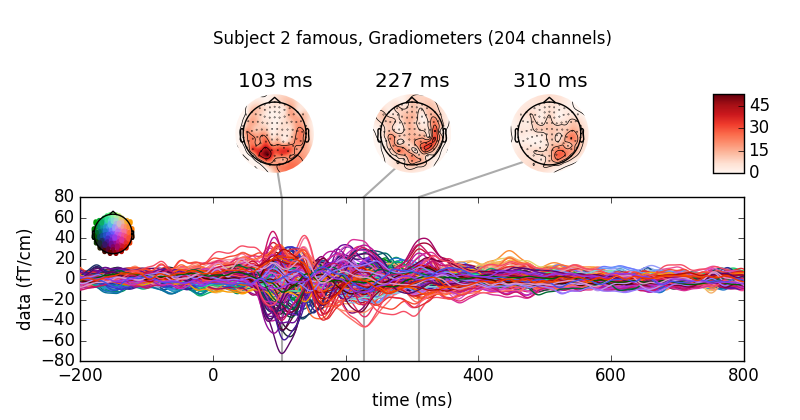 Subject 2 famous, Gradiometers (204 channels)
103 ms 227 ms 310 ms
45
30
15
0
data (fT/cm)
80
60
40
20
0
−20
−40
−60
−80
−200 0 200 400 600 800
time (ms)